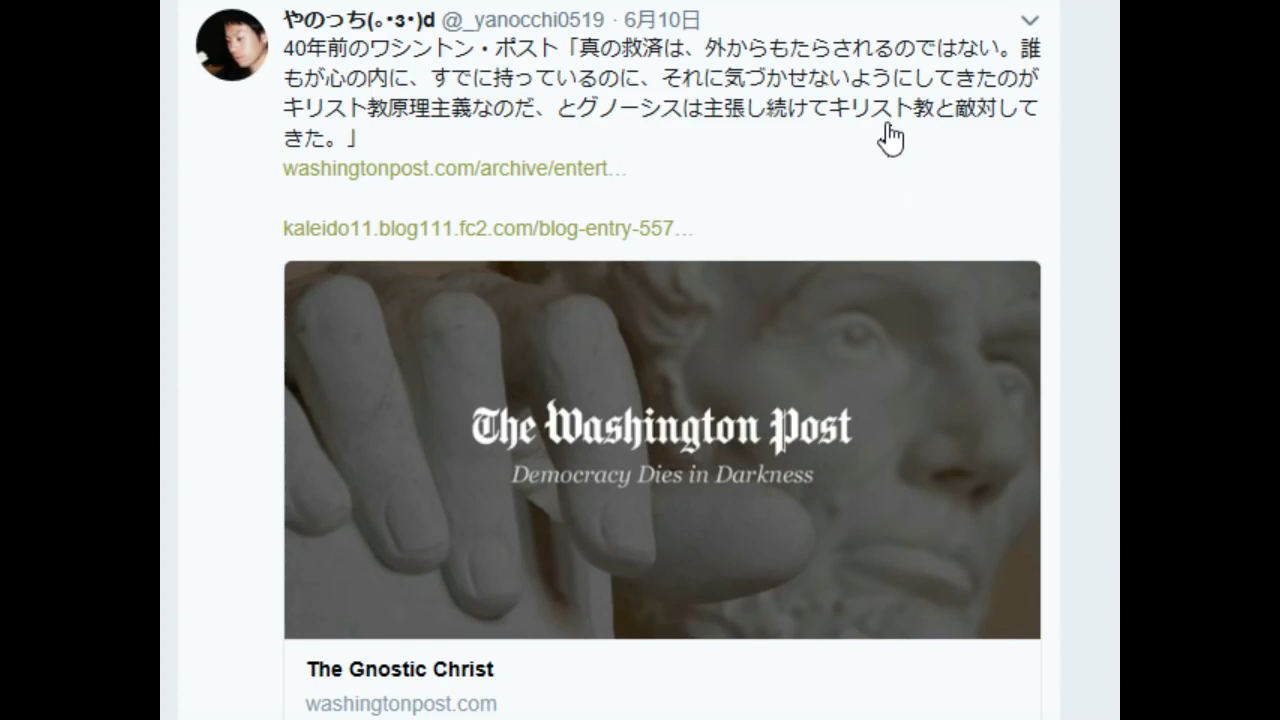 やのっち(｡･з･)d @_yanocchi0519 · 6月10日
40年前のワシントン・ポスト「真の救済は、外からもたらされるのではない。誰
もが心の内に、すでに持っているのに、それに気づかせないようにしてきたのが
キリスト教原理主義なのだ、とグノーシスは主張し続けてキリスト教と敵対して
きた。」
washingtonpost.com/archive/entert…
kaleido11.blog111.fc2.com/blog-entry-557…
The Washington Post
Democracy Dies in Darkness
The Gnostic Christ
washingtonpost.com